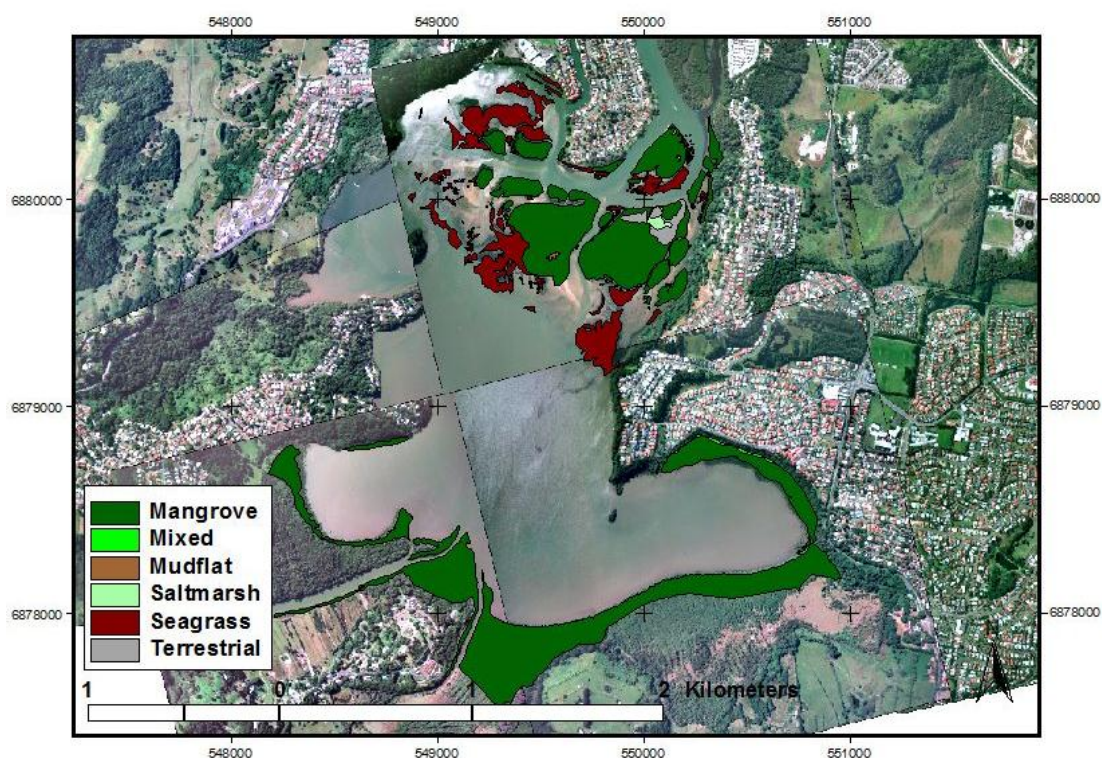 548000 549000 550000 551000
6880000 6880000
6879000 6879000
6878000 6878000
Mangrove
Mixed
Mudflat
Saltmarsh
Seagrass
Terrestrial
1 0 1 2 Kilometers
548000 549000 550000 551000